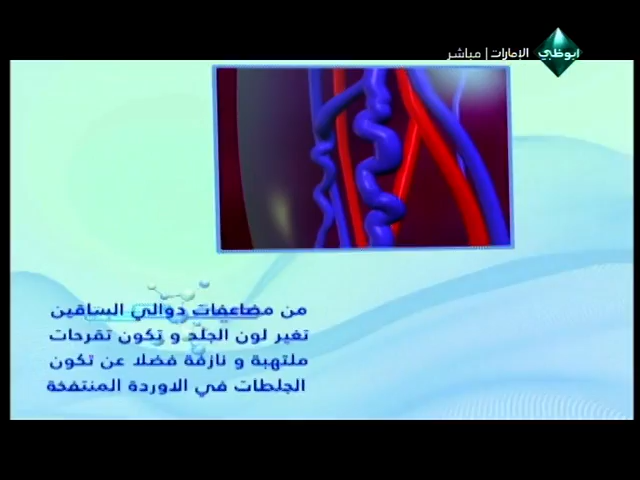 الإمارات | مباشر
أبوظبي
من مضاعفات دوالي الساقين
تغير لون الجلد و تكون تقرحات
ملتهبة و نازفة فضلا عن تكون
الجلطات في الاوردة المنتفخة